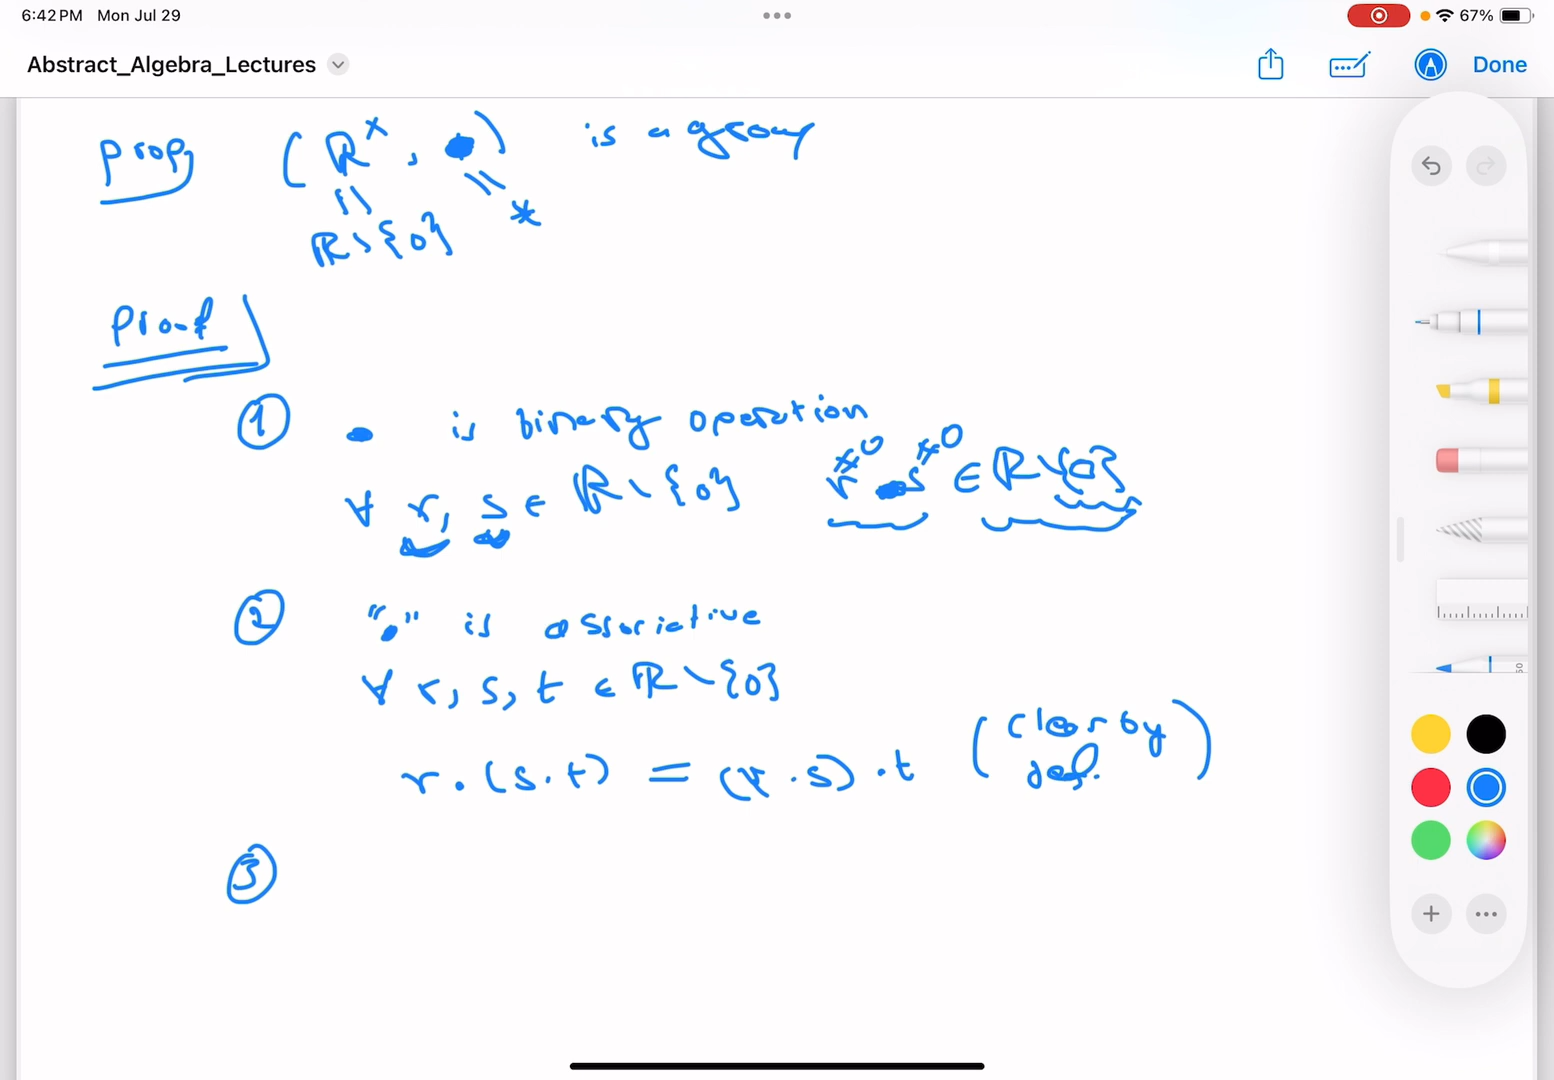 6:42 PM Mon Jul 29
67%
Abstract_Algebra_Lectures
Done
Prop (ℝ^×, •) is a group
= =
ℝ∖{0} *
Proof
① • is binary operation
≠0 ≠0
∀ r, s ∈ ℝ∖{0} r • s ∈ ℝ∖{0}
② "•" is associative
∀ r, s, t ∈ ℝ∖{0}
r·(s·t) = (r·s)·t (clear by
def.)
③
50